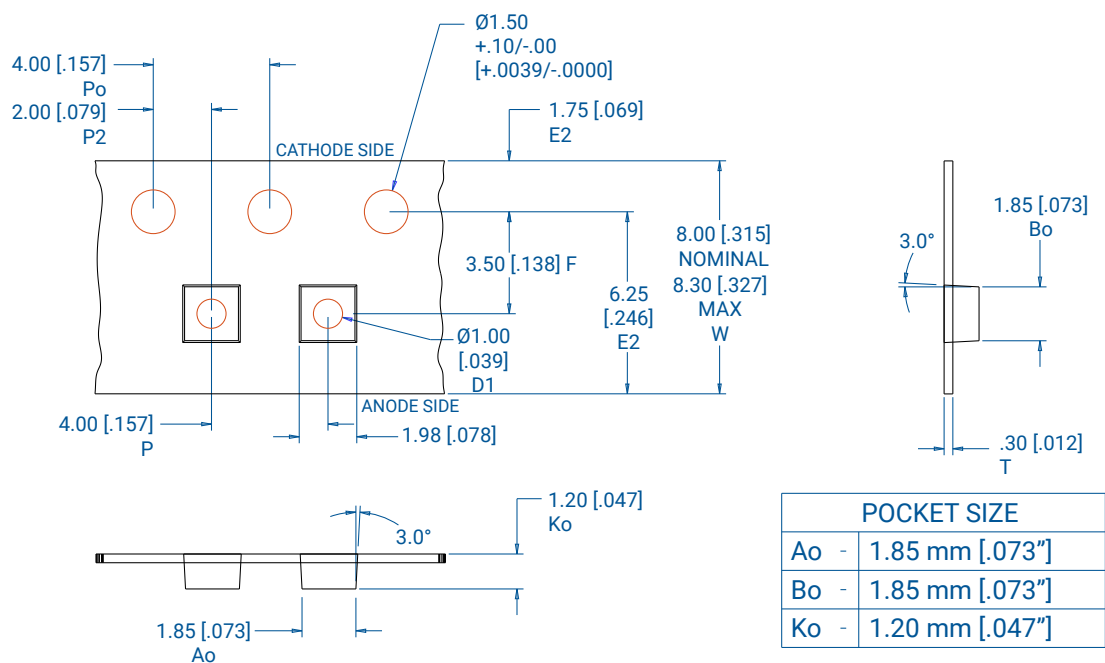 Ø1.50
+.10/-.00
[+.0039/-.0000]
4.00 [.157]
Po
2.00 [.079]
P2
1.75 [.069]
E2
CATHODE SIDE
3.50 [.138] F
8.00 [.315]
NOMINAL
8.30 [.327]
MAX
W
6.25
[.246]
E2
Ø1.00
[.039]
D1
ANODE SIDE
4.00 [.157]
P
1.98 [.078]
3.0°
1.85 [.073]
Bo
.30 [.012]
T
1.20 [.047]
Ko
3.0°
1.85 [.073]
Ao
POCKET SIZE
Ao - 1.85 mm [.073”]
Bo - 1.85 mm [.073”]
Ko - 1.20 mm [.047”]